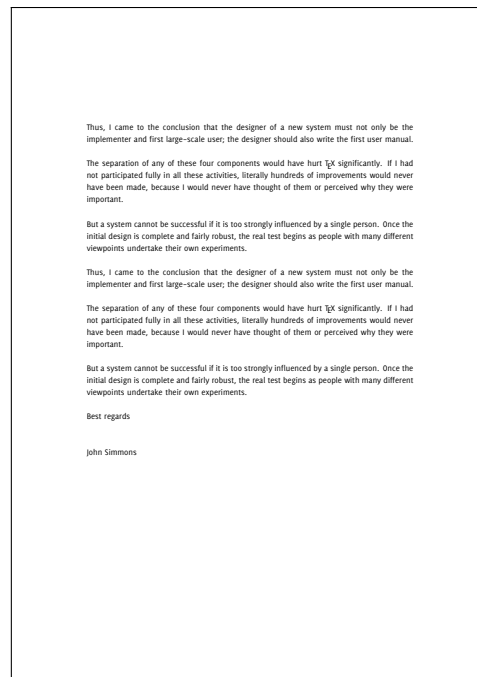 Thus, I came to the conclusion that the designer of a new system must not only be the
implementer and first large-scale user; the designer should also write the first user manual.
The separation of any of these four components would have hurt TEX significantly. If I had
not participated fully in all these activities, literally hundreds of improvements would never
have been made, because I would never have thought of them or perceived why they were
important.
But a system cannot be successful if it is too strongly influenced by a single person. Once the
initial design is complete and fairly robust, the real test begins as people with many different
viewpoints undertake their own experiments.
Thus, I came to the conclusion that the designer of a new system must not only be the
implementer and first large-scale user; the designer should also write the first user manual.
The separation of any of these four components would have hurt TEX significantly. If I had
not participated fully in all these activities, literally hundreds of improvements would never
have been made, because I would never have thought of them or perceived why they were
important.
But a system cannot be successful if it is too strongly influenced by a single person. Once the
initial design is complete and fairly robust, the real test begins as people with many different
viewpoints undertake their own experiments.
Best regards
John Simmons